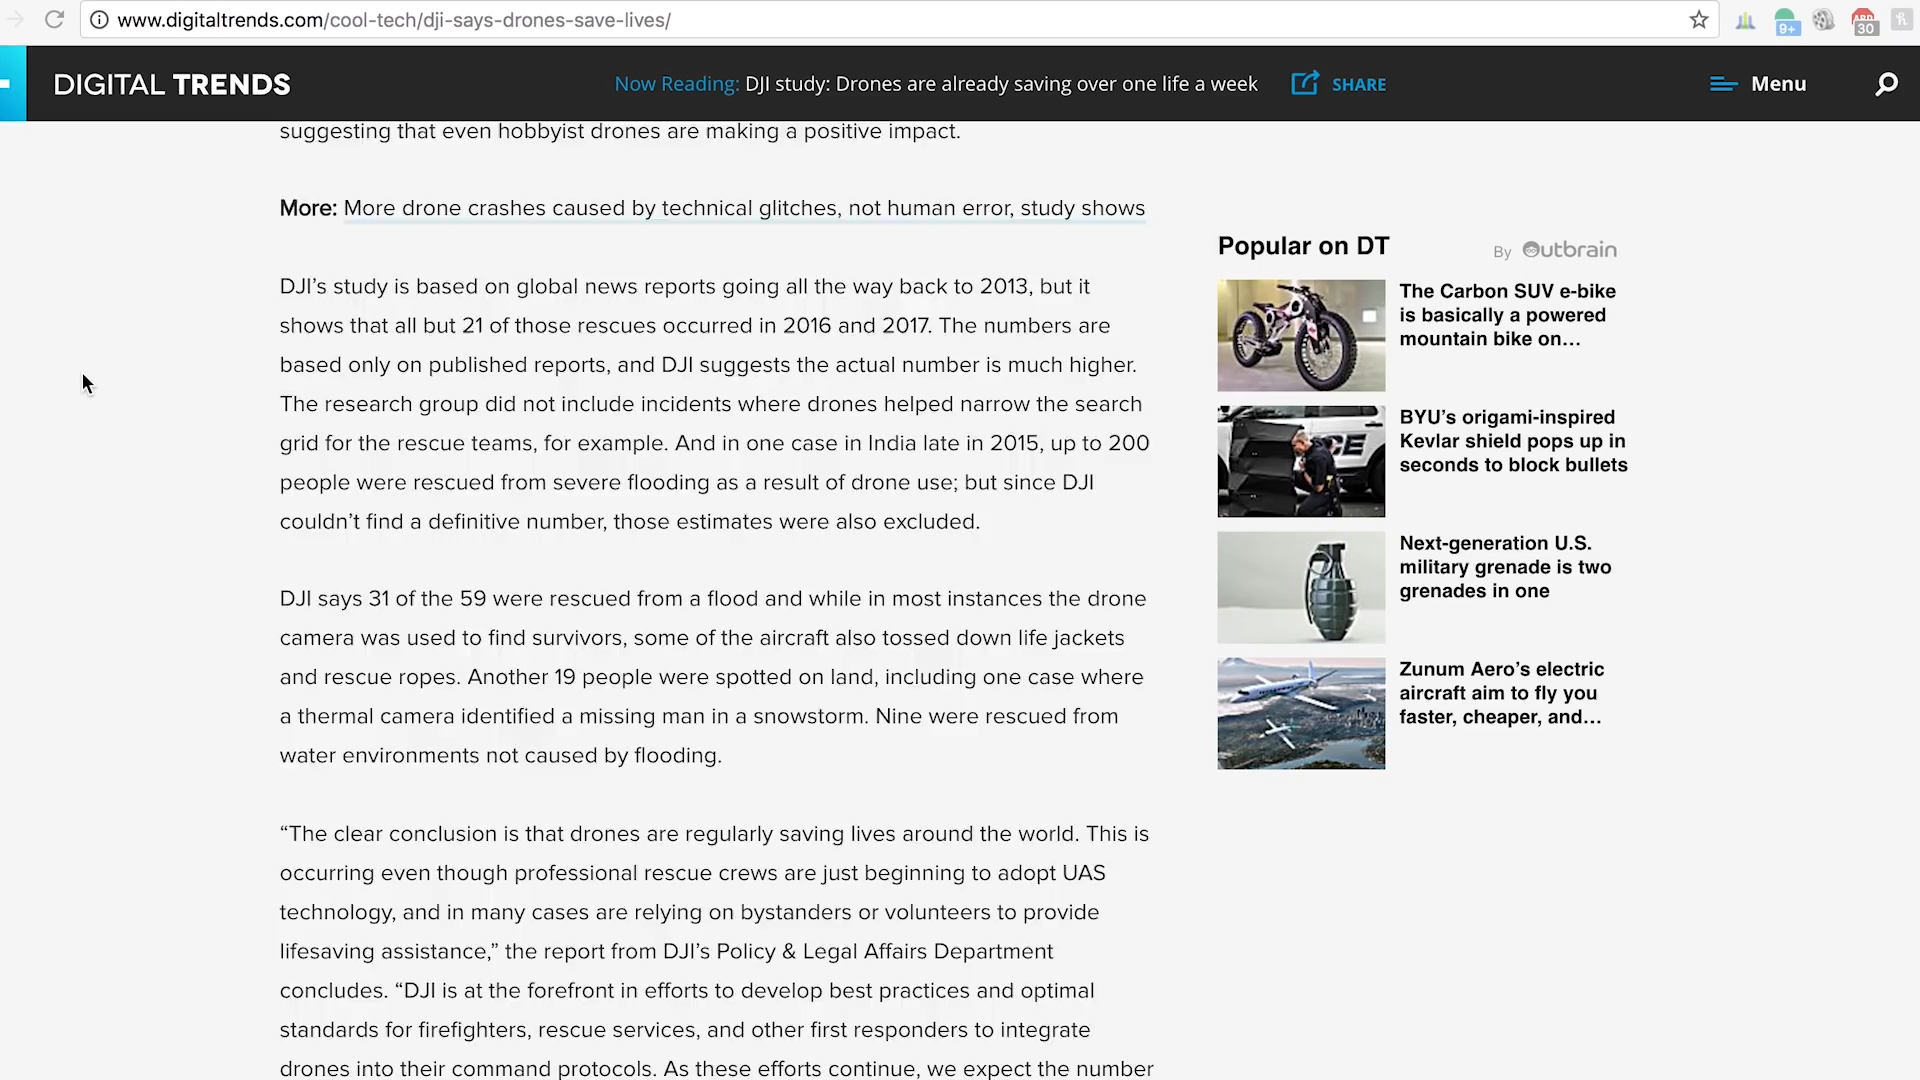 www.digitaltrends.com/cool-tech/dji-says-drones-save-lives/
9+
ABP
30
DIGITAL TRENDS
Now Reading: DJI study: Drones are already saving over one life a week
SHARE
Menu
suggesting that even hobbyist drones are making a positive impact.
More: More drone crashes caused by technical glitches, not human error, study shows
DJI’s study is based on global news reports going all the way back to 2013, but it
shows that all but 21 of those rescues occurred in 2016 and 2017. The numbers are
based only on published reports, and DJI suggests the actual number is much higher.
The research group did not include incidents where drones helped narrow the search
grid for the rescue teams, for example. And in one case in India late in 2015, up to 200
people were rescued from severe flooding as a result of drone use; but since DJI
couldn’t find a definitive number, those estimates were also excluded.
DJI says 31 of the 59 were rescued from a flood and while in most instances the drone
camera was used to find survivors, some of the aircraft also tossed down life jackets
and rescue ropes. Another 19 people were spotted on land, including one case where
a thermal camera identified a missing man in a snowstorm. Nine were rescued from
water environments not caused by flooding.
“The clear conclusion is that drones are regularly saving lives around the world. This is
occurring even though professional rescue crews are just beginning to adopt UAS
technology, and in many cases are relying on bystanders or volunteers to provide
lifesaving assistance,” the report from DJI’s Policy & Legal Affairs Department
concludes. “DJI is at the forefront in efforts to develop best practices and optimal
standards for firefighters, rescue services, and other first responders to integrate
drones into their command protocols. As these efforts continue, we expect the number
Popular on DT
By Outbrain
The Carbon SUV e-bike
is basically a powered
mountain bike on…
BYU’s origami-inspired
Kevlar shield pops up in
seconds to block bullets
Next-generation U.S.
military grenade is two
grenades in one
Zunum Aero’s electric
aircraft aim to fly you
faster, cheaper, and…